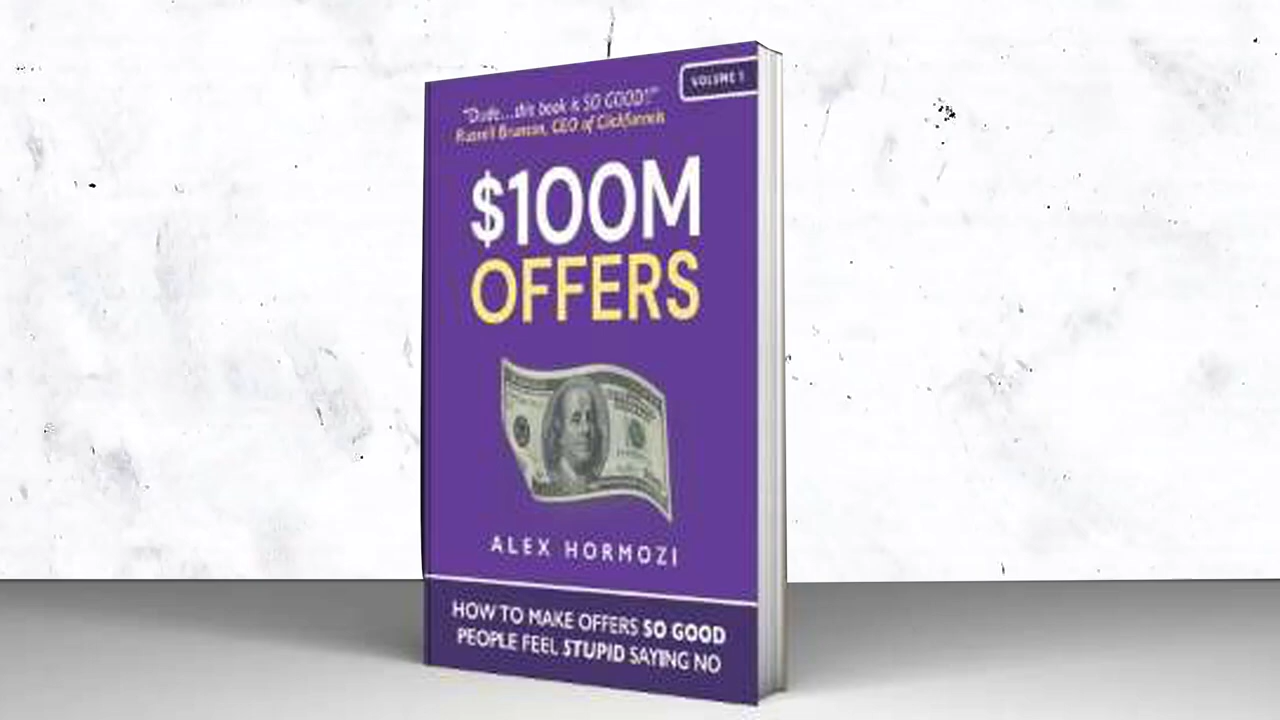 VOLUME 1
"Dude...this book is SO GOOD!"
Russell Brunson, CEO of Clickfunnels
$100M
OFFERS
ALEX HORMOZI
HOW TO MAKE OFFERS SO GOOD
PEOPLE FEEL STUPID SAYING NO